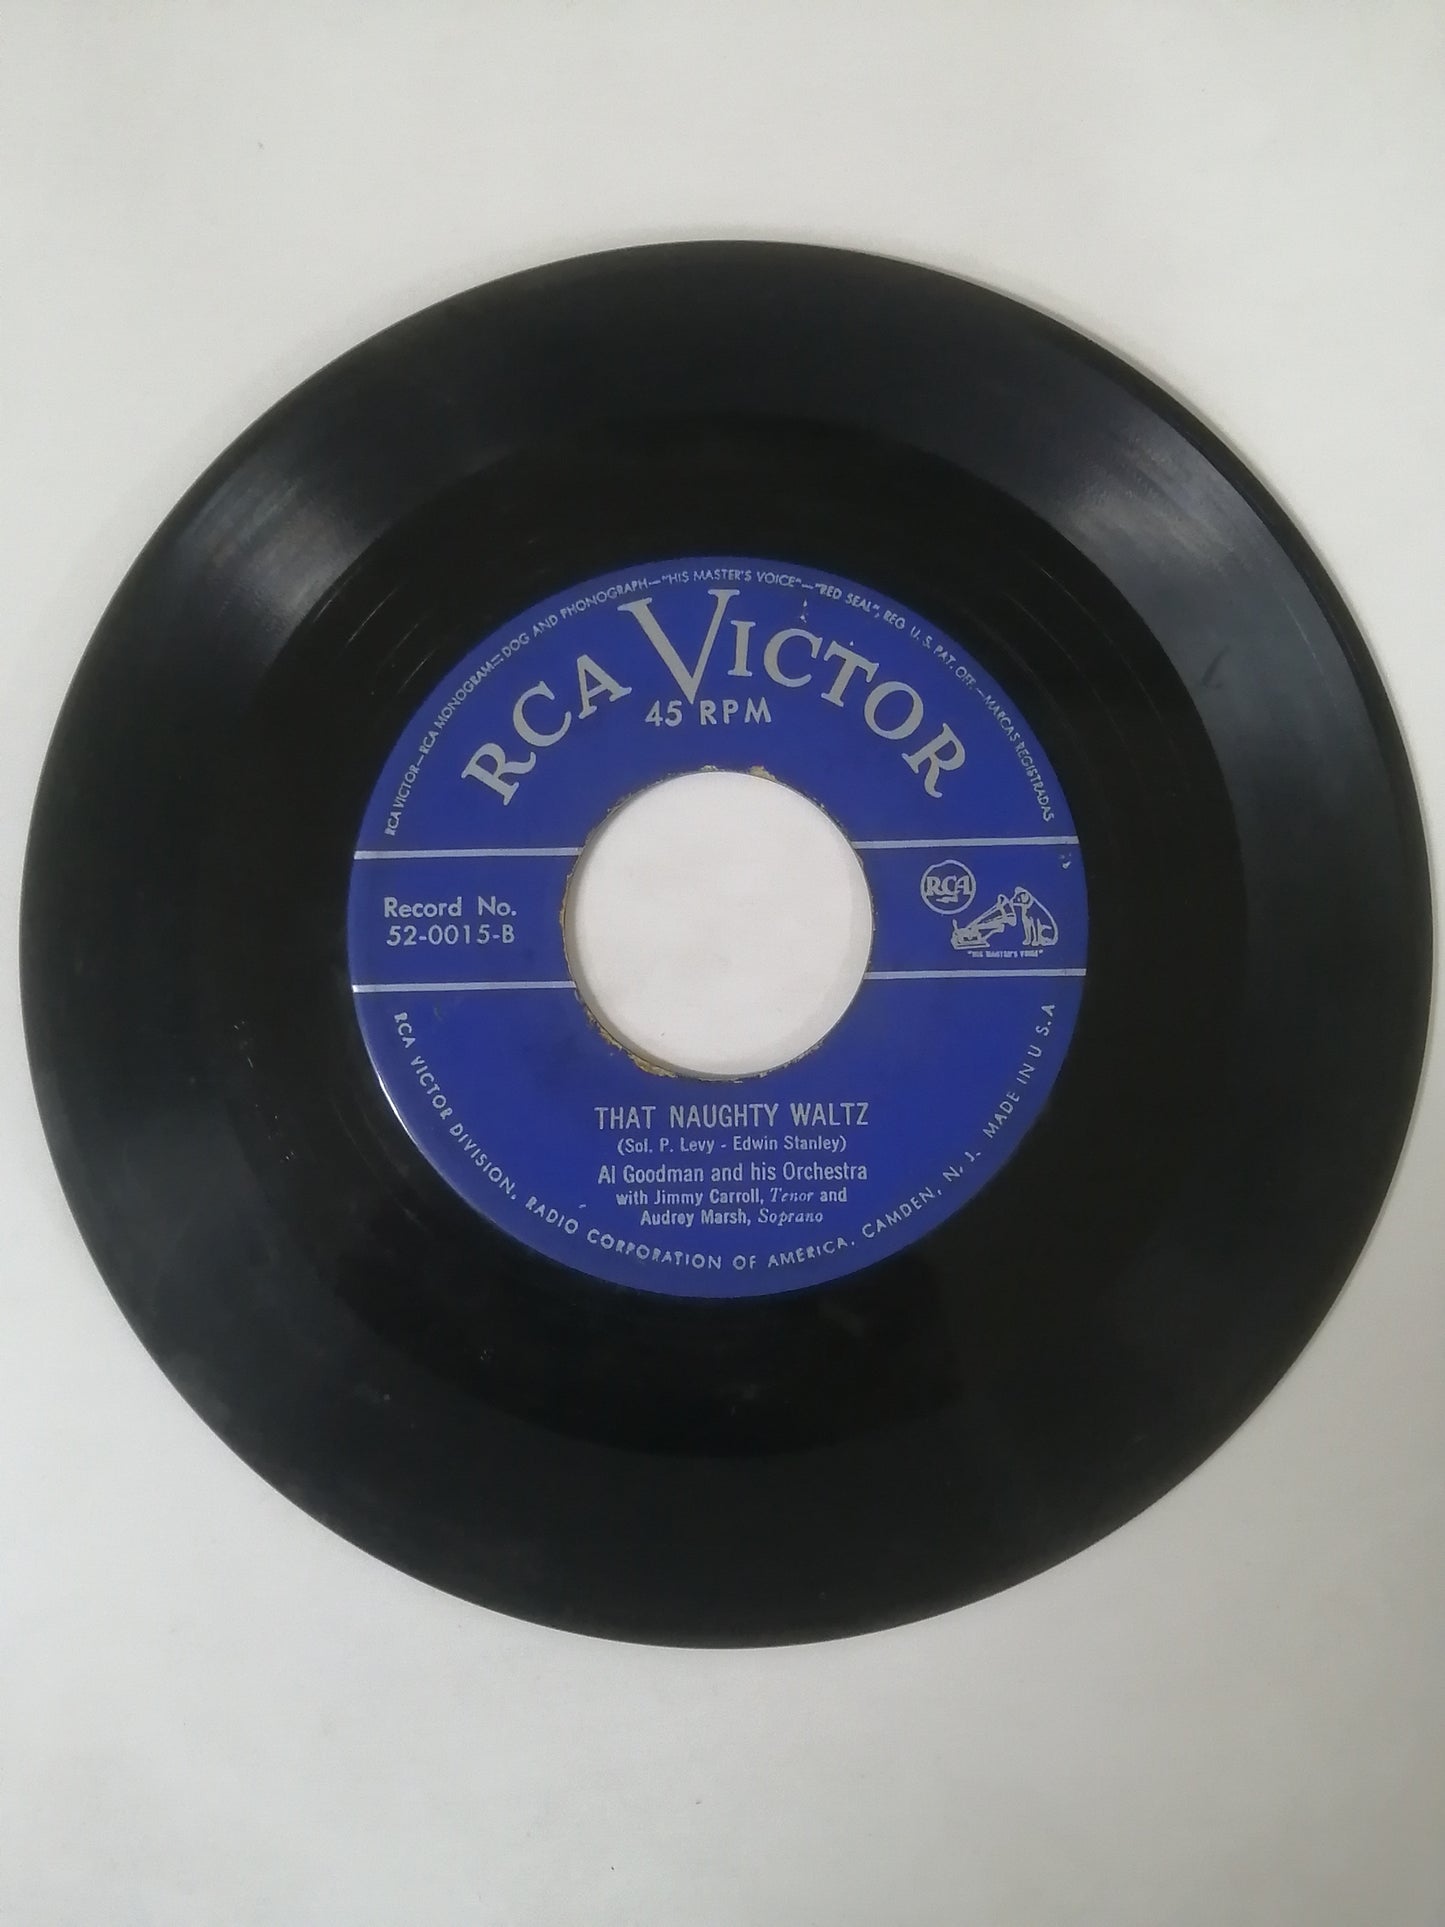 RCA VICTOR—RCA MONOGRAM—DOG AND PHONOGRAPH—"HIS MASTER'S VOICE"—"RED SEAL", REG. U. S. PAT. OFF.—MARCAS REGISTRADAS
RCA VICTOR
45 RPM
Record No.
52-0015-B
RCA
"HIS MASTER'S VOICE"
THAT NAUGHTY WALTZ
(Sol. P. Levy - Edwin Stanley)
Al Goodman and his Orchestra
with Jimmy Carroll, Tenor and
Audrey Marsh, Soprano
RCA VICTOR DIVISION, RADIO CORPORATION OF AMERICA, CAMDEN, N. J. MADE IN U S. A